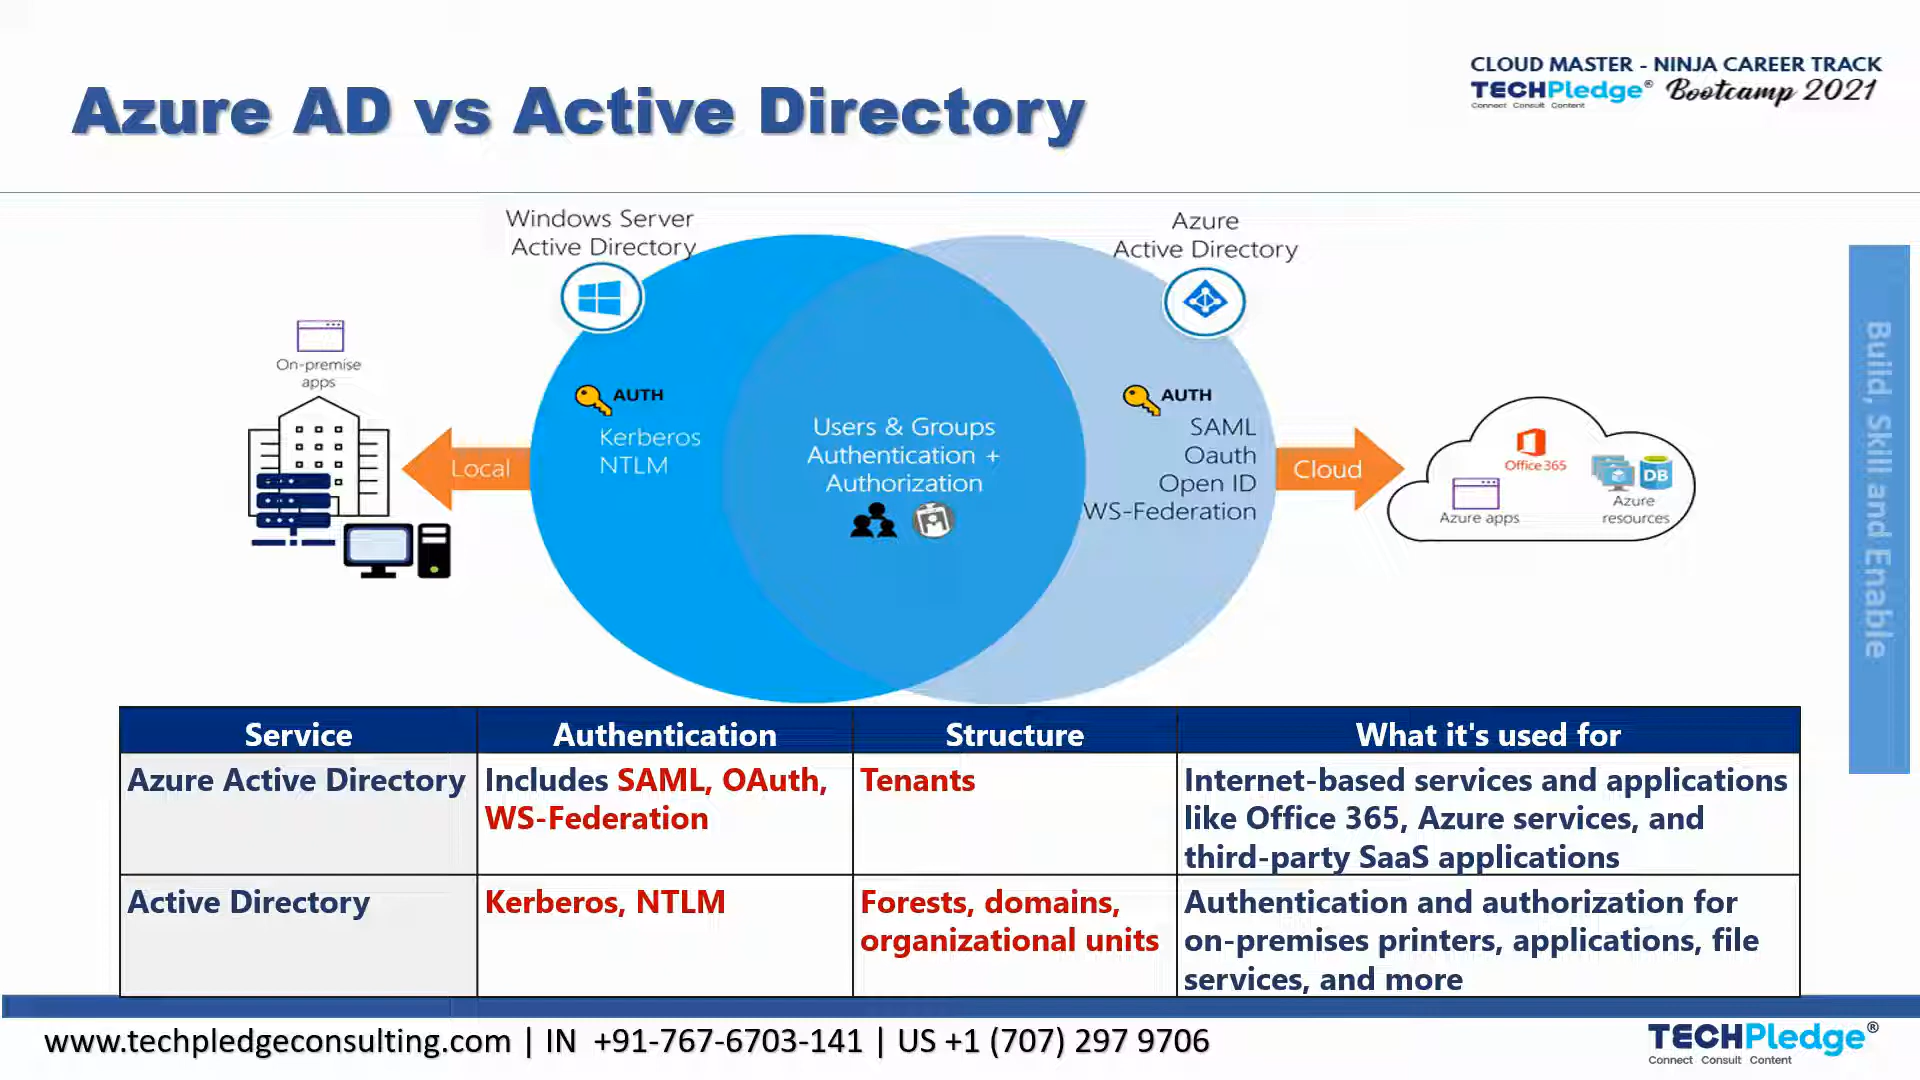 CLOUD MASTER - NINJA CAREER TRACK
TECHPledge® Bootcamp 2021
Connect Consult Content
Azure AD vs Active Directory
Windows Server
Active Directory
Azure
Active Directory
On-premise
apps
Local
AUTH
Kerberos
NTLM
Users & Groups
Authentication +
Authorization
AUTH
SAML
Oauth
Open ID
WS-Federation
Cloud
Office 365
DB
Azure apps
Azure
resources
Build, Skill and Enable
Service Authentication Structure What it's used for
Azure Active Directory
Includes SAML, OAuth,
WS-Federation
Tenants
Internet-based services and applications
like Office 365, Azure services, and
third-party SaaS applications
Active Directory
Kerberos, NTLM
Forests, domains,
organizational units
Authentication and authorization for
on-premises printers, applications, file
services, and more
www.techpledgeconsulting.com | IN +91-767-6703-141 | US +1 (707) 297 9706
TECHPledge®
Connect Consult Content